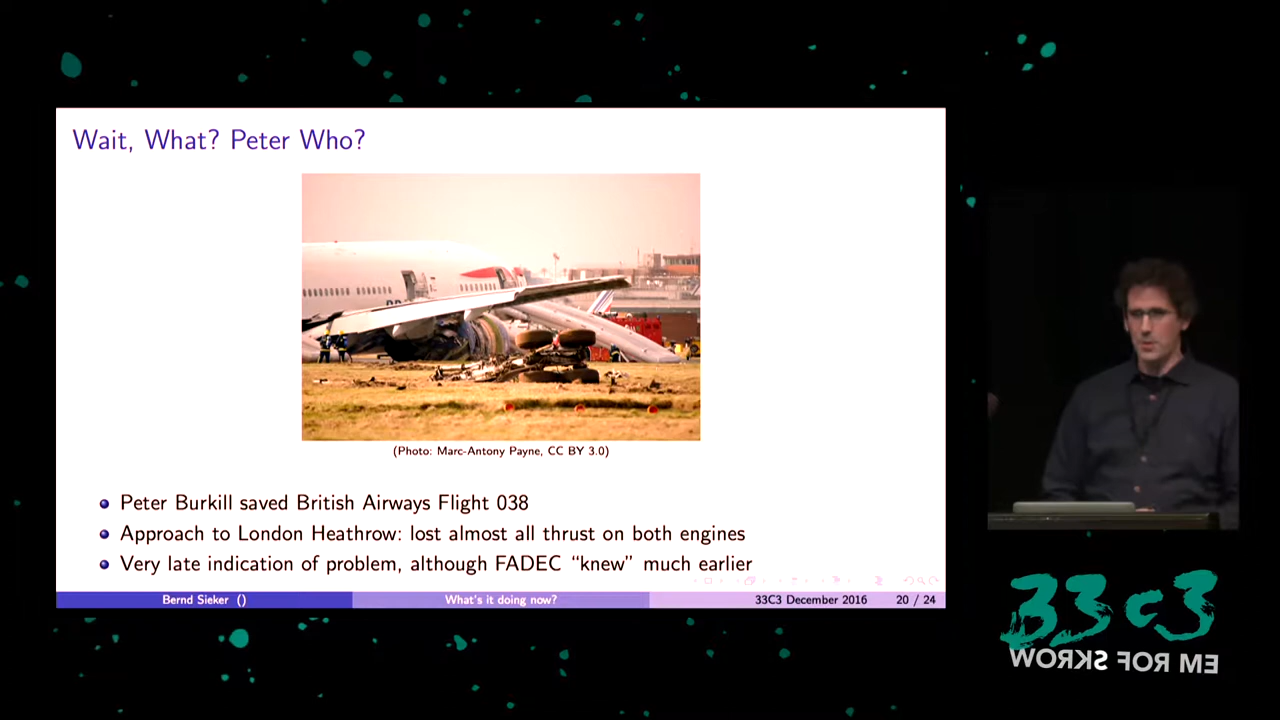 Wait, What? Peter Who?
(Photo: Marc-Antony Payne, CC BY 3.0)
Peter Burkill saved British Airways Flight 038
Approach to London Heathrow: lost almost all thrust on both engines
Very late indication of problem, although FADEC “knew” much earlier
Bernd Sieker () What's it doing now? 33C3 December 2016 20 / 24
33C3
WORKS FOR ME